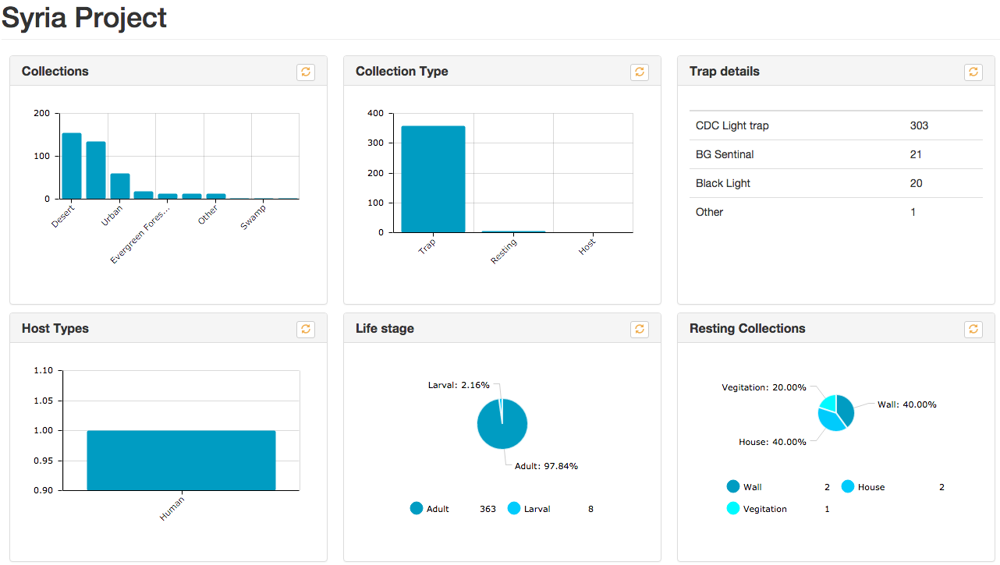 Syria Project
Collections
200
100
0
Desert
Urban
Evergreen Fores...
Other
Swamp
Collection Type
400
300
200
100
0
Trap
Resting
Host
Trap details
CDC Light trap 303
BG Sentinal 21
Black Light 20
Other 1
Host Types
1.10
1.05
1.00
0.95
0.90
Human
Life stage
Larval: 2.16%
Adult: 97.84%
Adult 363 Larval 8
Resting Collections
Vegitation: 20.00%
Wall: 40.00%
House: 40.00%
Wall 2 House 2
Vegitation 1